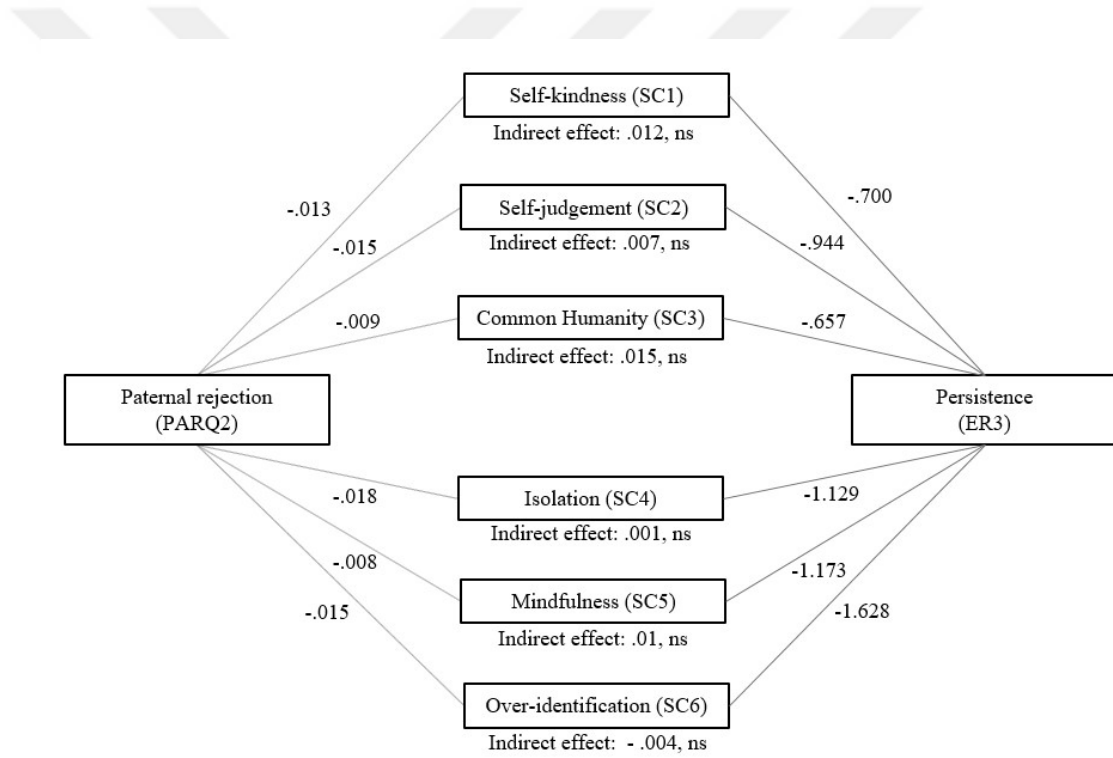 Self-kindness (SC1)
Indirect effect: .012, ns
-.013
-.700
Self-judgement (SC2)
Indirect effect: .007, ns
-.015
-.944
Common Humanity (SC3)
Indirect effect: .015, ns
-.009
-.657
Paternal rejection
(PARQ2)
Persistence
(ER3)
-.018
Isolation (SC4)
Indirect effect: .001, ns
-1.129
-.008
Mindfulness (SC5)
Indirect effect: .01, ns
-1.173
-.015
-1.628
Over-identification (SC6)
Indirect effect: - .004, ns